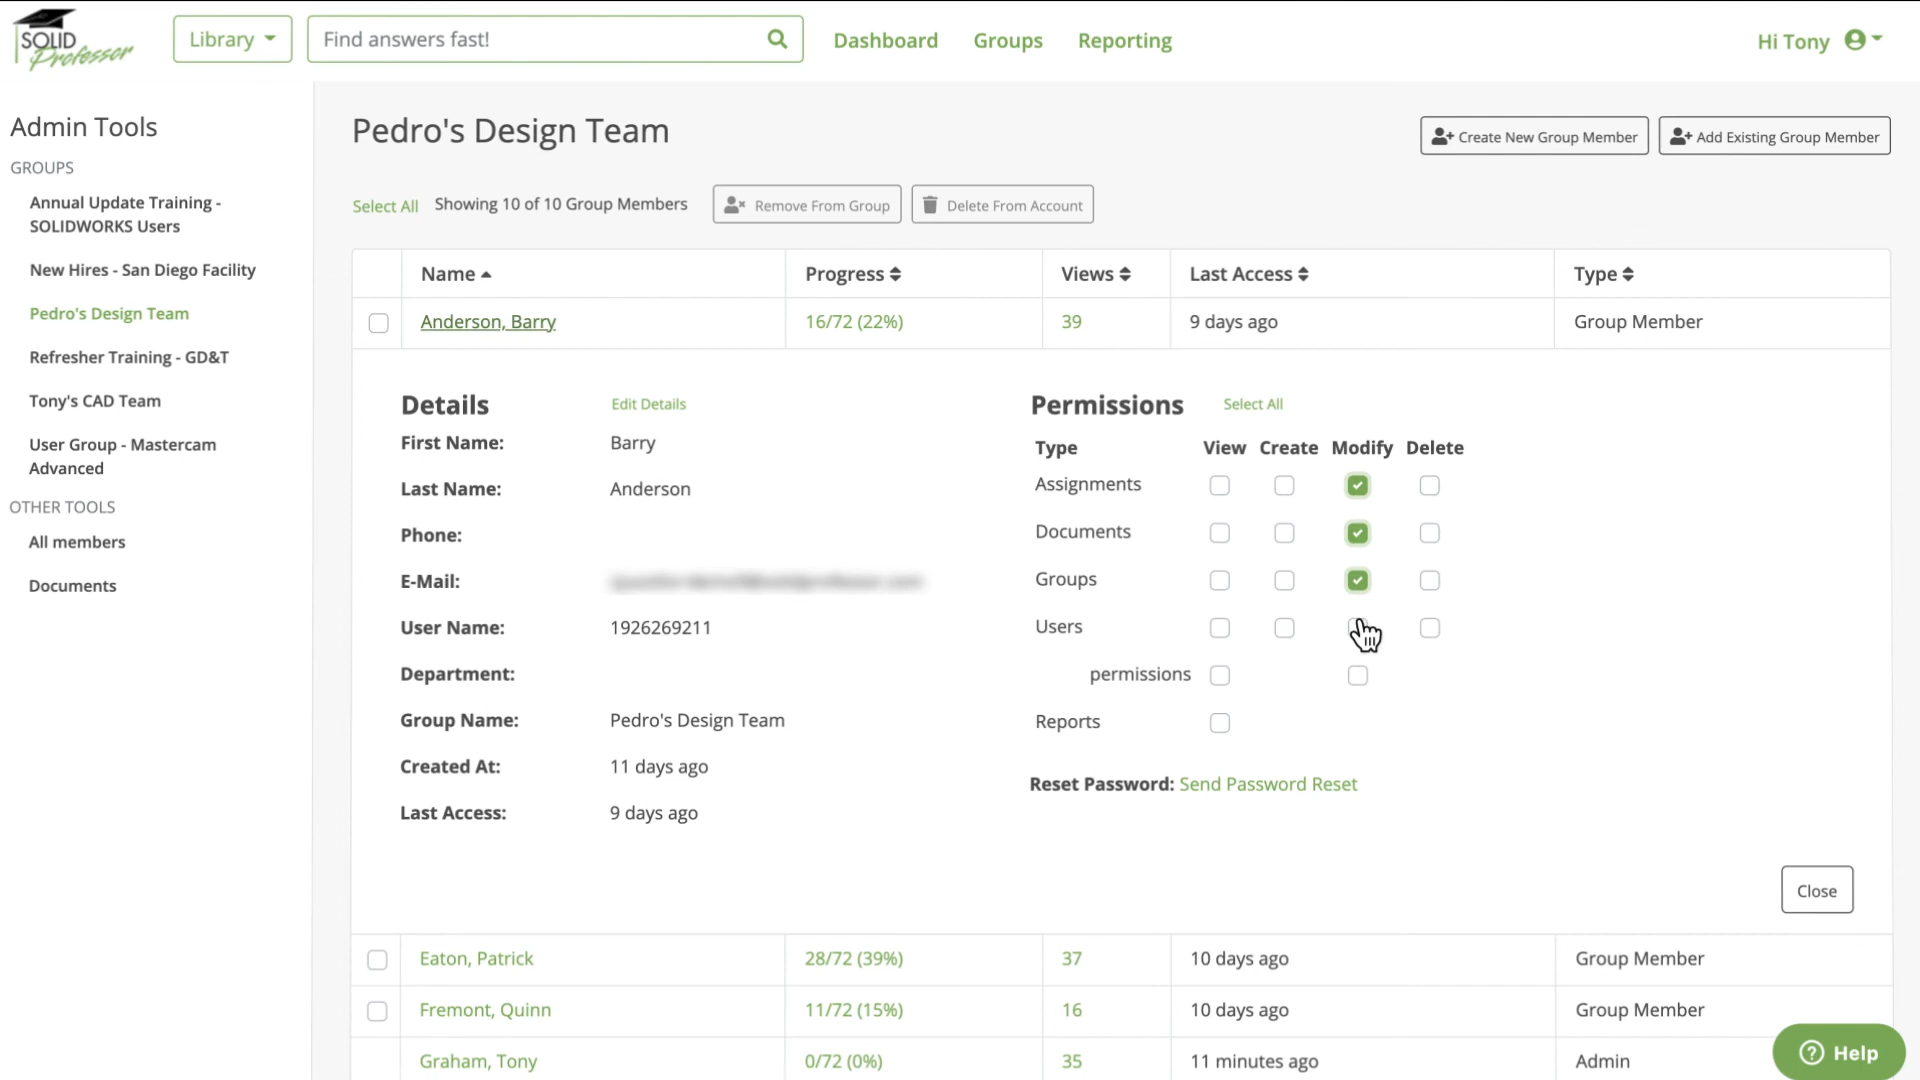 SOLID
Professor
Library
Find answers fast!
Dashboard
Groups
Reporting
Hi Tony
Admin Tools
GROUPS
Annual Update Training -
SOLIDWORKS Users
New Hires - San Diego Facility
Pedro's Design Team
Refresher Training - GD&T
Tony's CAD Team
User Group - Mastercam
Advanced
OTHER TOOLS
All members
Documents
Pedro's Design Team
Create New Group Member
Add Existing Group Member
Select All Showing 10 of 10 Group Members
Remove From Group
Delete From Account
Name Progress Views Last Access Type
Anderson, Barry 16/72 (22%) 39 9 days ago Group Member
Details Edit Details
First Name: Barry
Last Name: Anderson
Phone:
E-Mail:
User Name: 1926269211
Department:
Group Name: Pedro's Design Team
Created At: 11 days ago
Last Access: 9 days ago
Permissions Select All
Type View Create Modify Delete
Assignments
Documents
Groups
Users
permissions
Reports
Reset Password: Send Password Reset
Close
Eaton, Patrick 28/72 (39%) 37 10 days ago Group Member
Fremont, Quinn 11/72 (15%) 16 10 days ago Group Member
Graham, Tony 0/72 (0%) 35 11 minutes ago Admin
Help